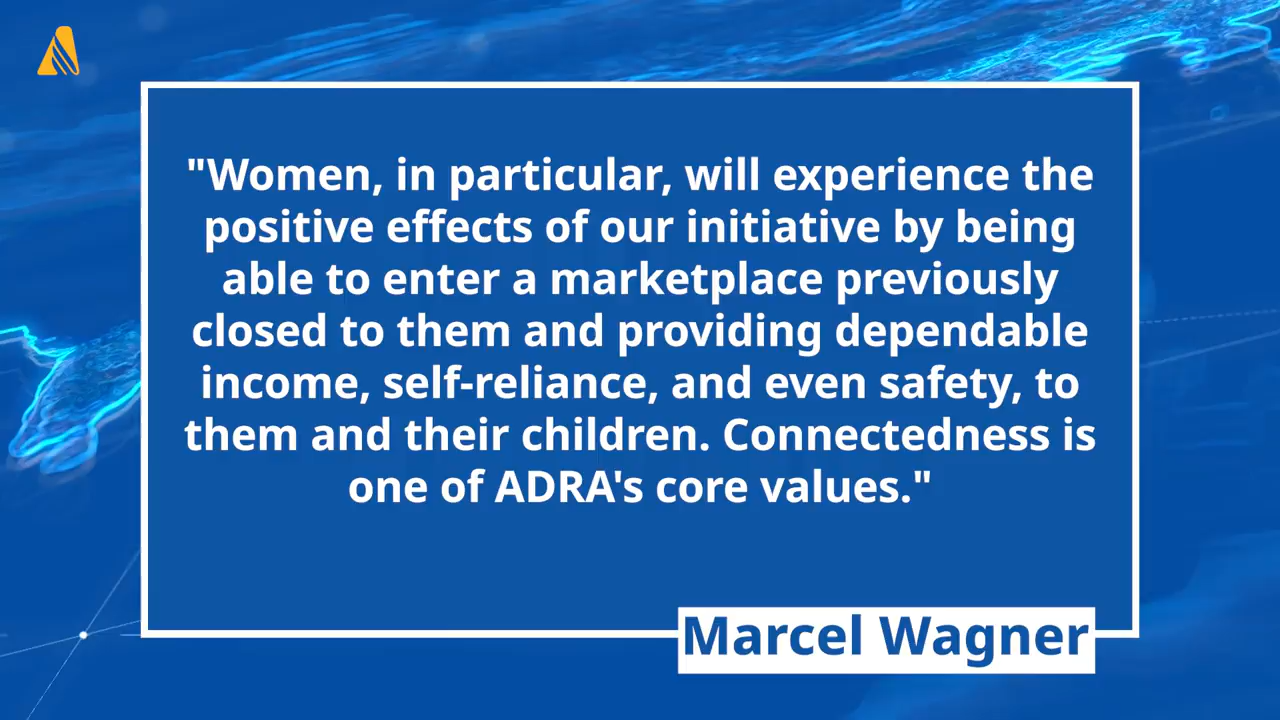 "Women, in particular, will experience the
positive effects of our initiative by being
able to enter a marketplace previously
closed to them and providing dependable
income, self-reliance, and even safety, to
them and their children. Connectedness is
one of ADRA's core values."
Marcel Wagner